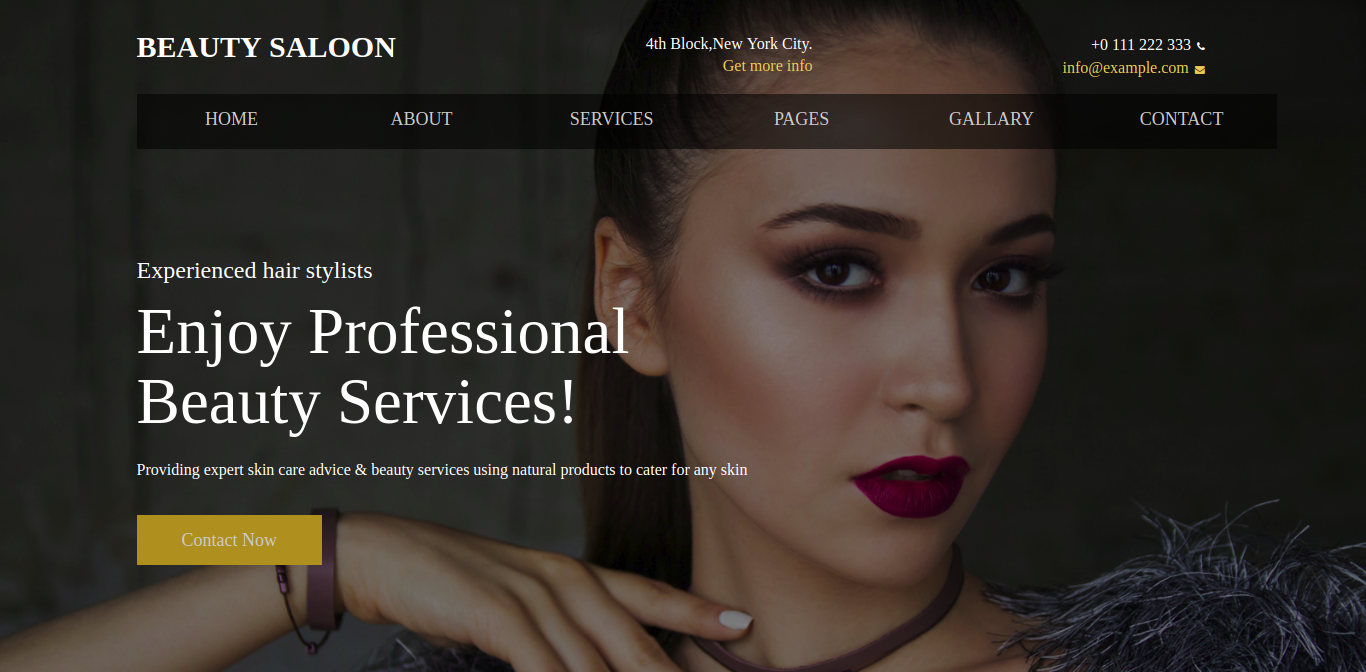 BEAUTY SALOON
4th Block,New York City.
Get more info
+0 111 222 333
info@example.com
HOME ABOUT SERVICES PAGES GALLARY CONTACT
Experienced hair stylists
Enjoy Professional
Beauty Services!
Providing expert skin care advice & beauty services using natural products to cater for any skin
Contact Now